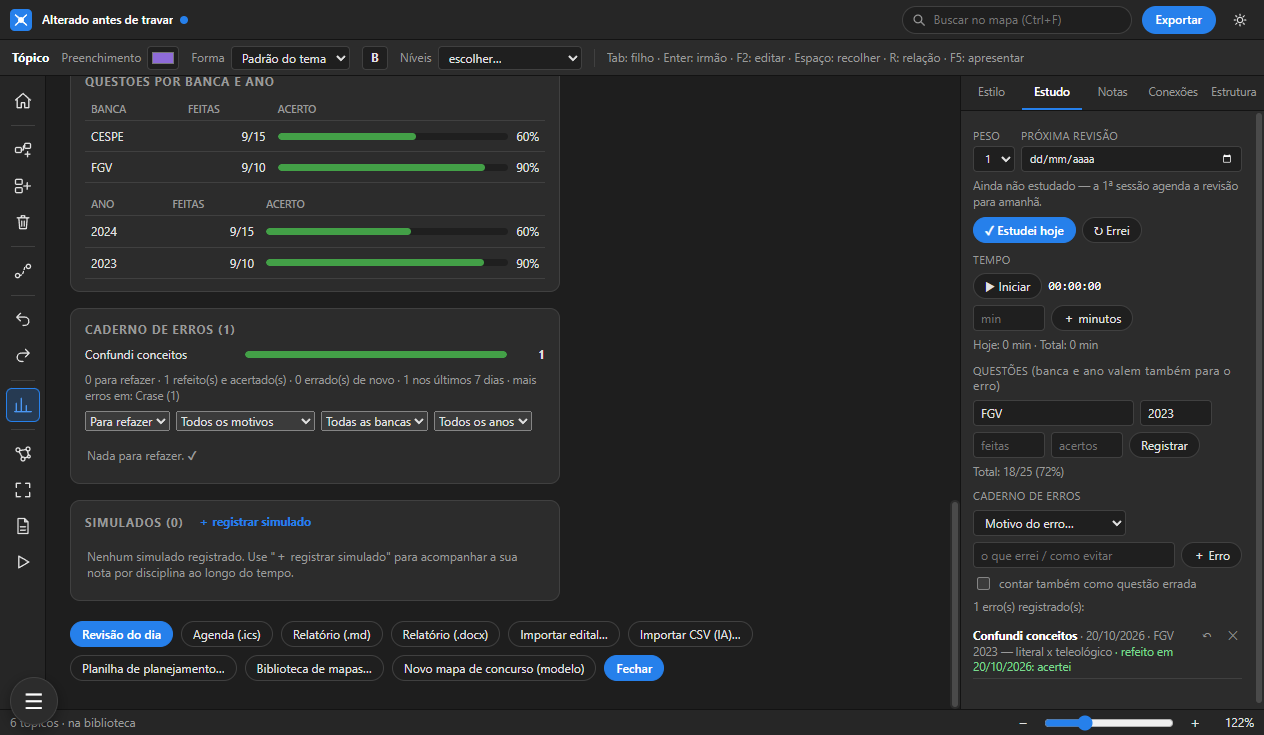 Alterado antes de travar
Buscar no mapa (Ctrl+F)
Exportar
Tópico
Preenchimento
Forma
Padrão do tema
B
Níveis
escolher...
Tab: filho · Enter: irmão · F2: editar · Espaço: recolher · R: relação · F5: apresentar
QUESTÕES POR BANCA E ANO
BANCA FEITAS ACERTO
CESPE 9/15 60%
FGV 9/10 90%
ANO FEITAS ACERTO
2024 9/15 60%
2023 9/10 90%
CADERNO DE ERROS (1)
Confundi conceitos 1
0 para refazer · 1 refeito(s) e acertado(s) · 0 errado(s) de novo · 1 nos últimos 7 dias · mais
erros em: Crase (1)
Para refazer Todos os motivos Todas as bancas Todos os anos
Nada para refazer. ✓
SIMULADOS (0) + registrar simulado
Nenhum simulado registrado. Use "+ registrar simulado" para acompanhar a sua
nota por disciplina ao longo do tempo.
Revisão do dia
Agenda (.ics)
Relatório (.md)
Relatório (.docx)
Importar edital...
Importar CSV (IA)...
Planilha de planejamento...
Biblioteca de mapas...
Novo mapa de concurso (modelo)
Fechar
Estilo Estudo Notas Conexões Estrutura
PESO PRÓXIMA REVISÃO
1 dd/mm/aaaa
Ainda não estudado — a 1ª sessão agenda a revisão
para amanhã.
✓ Estudei hoje
↻ Errei
TEMPO
▶ Iniciar 00:00:00
min + minutos
Hoje: 0 min · Total: 0 min
QUESTÕES (banca e ano valem também para o
erro)
FGV 2023
feitas acertos Registrar
Total: 18/25 (72%)
CADERNO DE ERROS
Motivo do erro...
o que errei / como evitar + Erro
contar também como questão errada
1 erro(s) registrado(s):
Confundi conceitos · 20/10/2026 · FGV
2023 — literal x teleológico · refeito em
20/10/2026: acertei
6 tópicos · na biblioteca
− + 122%